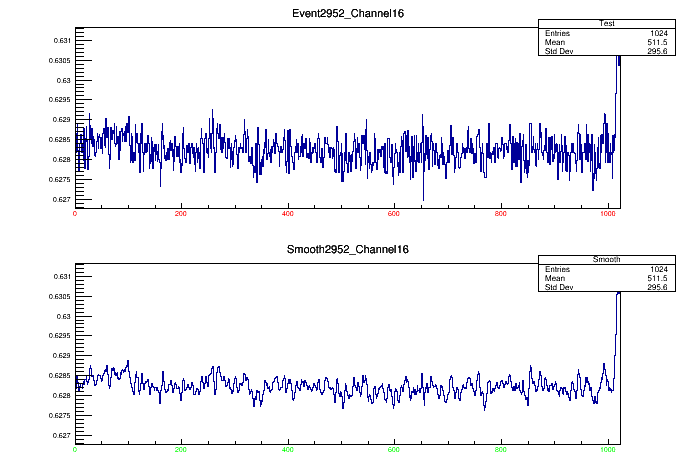 Event2952_Channel16
Test
Entries 1024
Mean 511.5
Std Dev 295.6
0.631
0.6305
0.63
0.6295
0.629
0.6285
0.628
0.6275
0.627
0 200 400 600 800 1000
Smooth2952_Channel16
Smooth
Entries 1024
Mean 511.5
Std Dev 295.6
0.631
0.6305
0.63
0.6295
0.629
0.6285
0.628
0.6275
0.627
0 200 400 600 800 1000